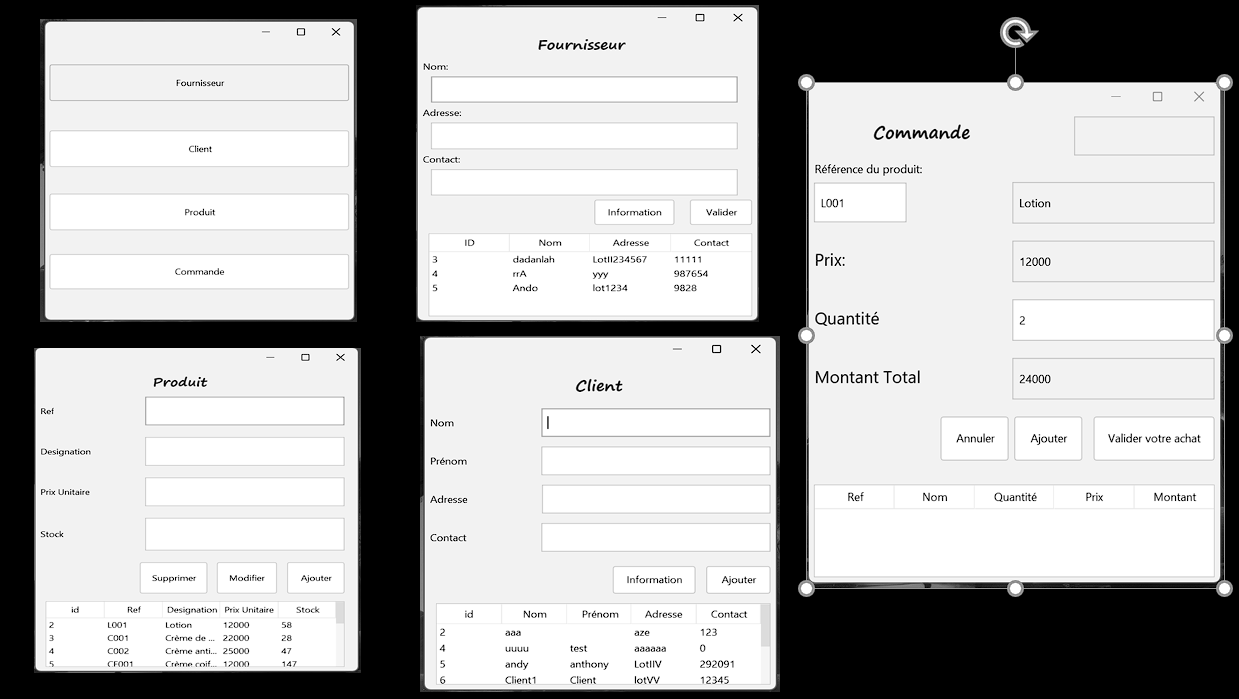 Fournisseur
Client
Produit
Commande
Fournisseur
Nom:
Adresse:
Contact:
Information Valider
ID Nom Adresse Contact
3 dadanlah LotII234567 11111
4 rrA yyy 987654
5 Ando lot1234 9828
Commande
Référence du produit:
L001 Lotion
Prix: 12000
Quantité 2
Montant Total 24000
Annuler Ajouter Valider votre achat
Ref Nom Quantité Prix Montant
Produit
Ref
Designation
Prix Unitaire
Stock
Supprimer Modifier Ajouter
id Ref Designation Prix Unitaire Stock
2 L001 Lotion 12000 58
3 C001 Crème de ... 22000 28
4 C002 Crème anti... 25000 47
5 CF001 Crème coif... 12000 147
Client
Nom
Prénom
Adresse
Contact
Information Ajouter
id Nom Prénom Adresse Contact
2 aaa aze 123
4 uuuu test aaaaaa 0
5 andy anthony LotIIV 292091
6 Client1 Client lotVV 12345